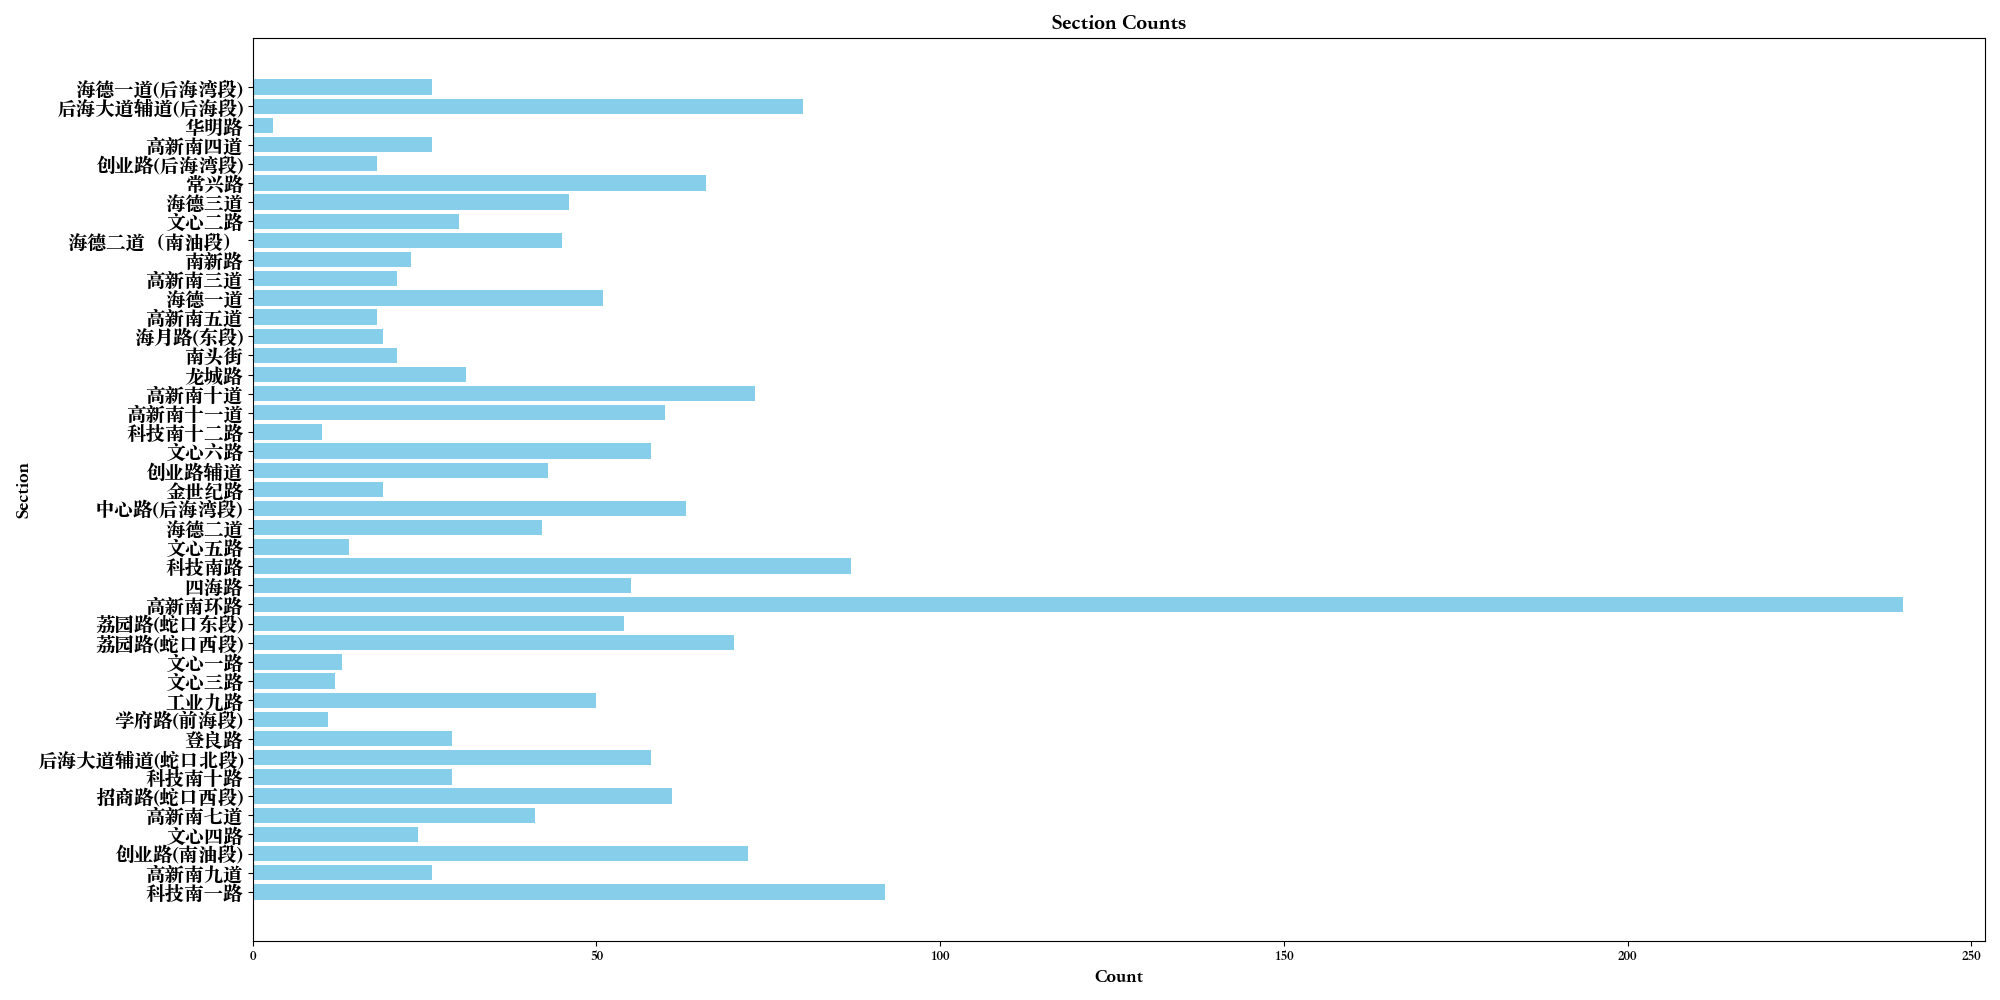 Section Counts
海德一道(后海湾段)
后海大道辅道(后海段)
华明路
高新南四道
创业路(后海湾段)
常兴路
海德三道
文心二路
海德二道（南油段）
南新路
高新南三道
海德一道
高新南五道
海月路(东段)
南头街
龙城路
高新南十道
高新南十一道
科技南十二路
文心六路
创业路辅道
金世纪路
中心路(后海湾段)
海德二道
文心五路
科技南路
四海路
高新南环路
荔园路(蛇口东段)
荔园路(蛇口西段)
文心一路
文心三路
工业九路
学府路(前海段)
登良路
后海大道辅道(蛇口北段)
科技南十路
招商路(蛇口西段)
高新南七道
文心四路
创业路(南油段)
高新南九道
科技南一路
Section
0 50 100 150 200 250
Count